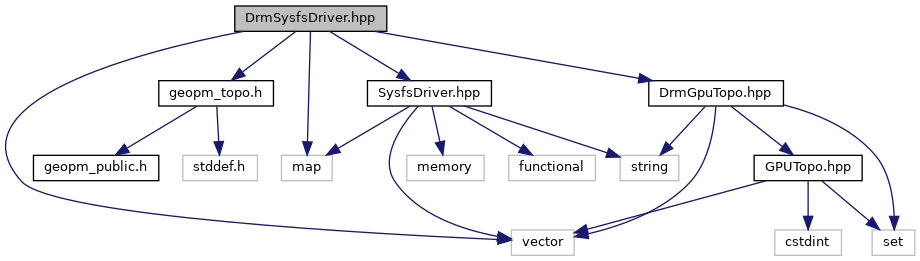 DrmSysfsDriver.hpp
geopm_topo.h
SysfsDriver.hpp
DrmGpuTopo.hpp
geopm_public.h
stddef.h
map
memory
functional
string
GPUTopo.hpp
vector
cstdint
set